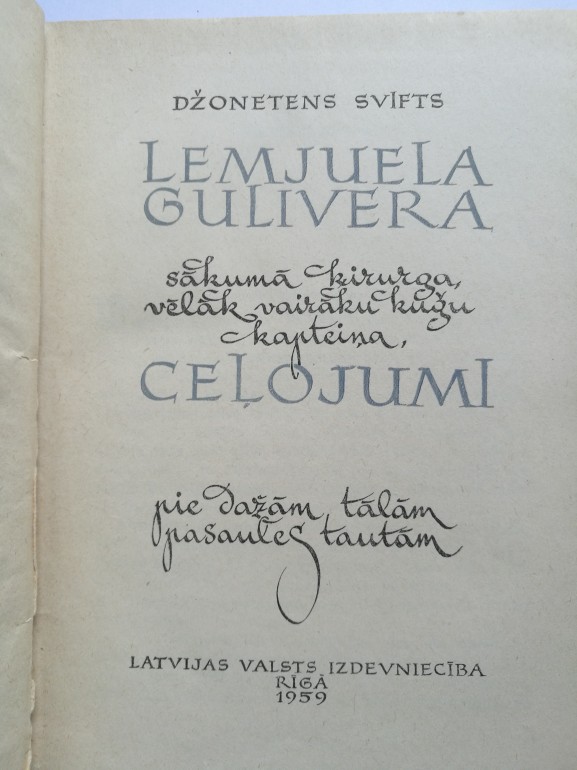 DŽONETENS SVIFTS
LEMJUELA
GULIVERA
sākumā ķirurga,
vēlāk vairāku kuģu
kapteiņa,
CEĻOJUMI
pie dažām tālām
pasaules tautām
LATVIJAS VALSTS IZDEVNIECĪBA
RĪGĀ
1959